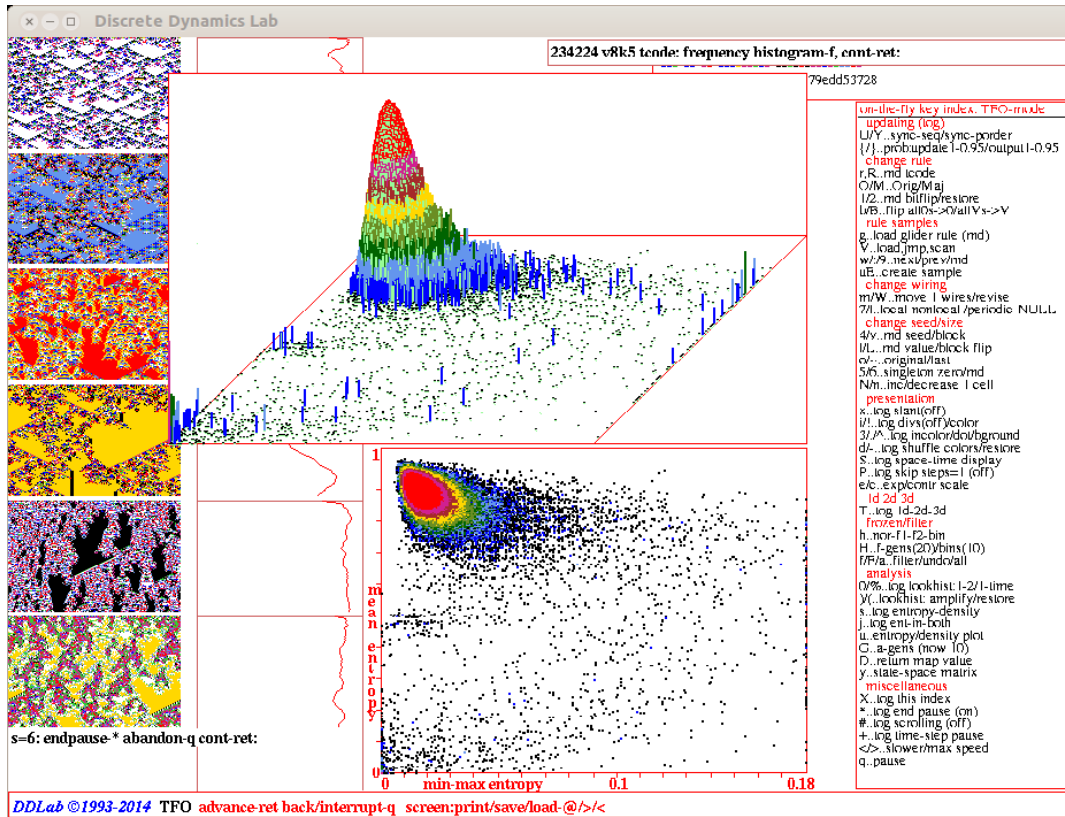 Discrete Dynamics Lab
234224 v8k5 tcode: frequency histogram-f, cont-ret:
79edd53728
on-the-fly key index: TFO-mode
updating (tog)
U/Y..sync-seq/sync-porder
{/}..prob:update1-0.95/output1-0.95
change rule
r,R..rnd tcode
O/M..Orig/Maj
1/2..rnd bitflip/restore
b/B..flip all0s->0/allVs->V
rule samples
g..load glider rule (rnd)
V..load,jmp,scan
uE..create sample
change wiring
m/W..move 1 wires/revise
7/l..local nonlocal /periodic NULL
change seed/size
4/v..rnd seed/block
l/L..rnd value/block flip
o/-..original/last
5/6..singleton zero/rnd
N/n..inc/decrease 1 cell
presentation
x..tog slant(off)
i/!..tog divs(off)/color
3/./^..tog incolor/dot/bground
d/-..tog shuffle colors/restore
S..tog space-time display
P..tog skip steps=1 (off)
e/c..exp/contr scale
1d 2d 3d
T..tog 1d-2d-3d
frozen/filter
h..nor-f1-f2-bin
H..f-gens(20)/bins(10)
f/F/a..filter/undo/all
analysis
0/%..tog lookhist: 1-2/1-time
)/(..lookhist: amplify/restore
s..tog entropy-density
j..tog ent-in-both
u..entropy/density plot
G..a-gens (now 10)
D..return map value
y..state-space matrix
miscellaneous
X..tog this index
*..tog end pause (on)
#..tog scrolling (off)
+..tog time-step pause
</>..slower/max speed
q..pause
1
mean entropy
0
0 min-max entropy 0.1 0.18
s=6: endpause-* abandon-q cont-ret:
DDLab ©1993-2014 TFO advance-ret back/interrupt-q screen:print/save/load-@/>/<